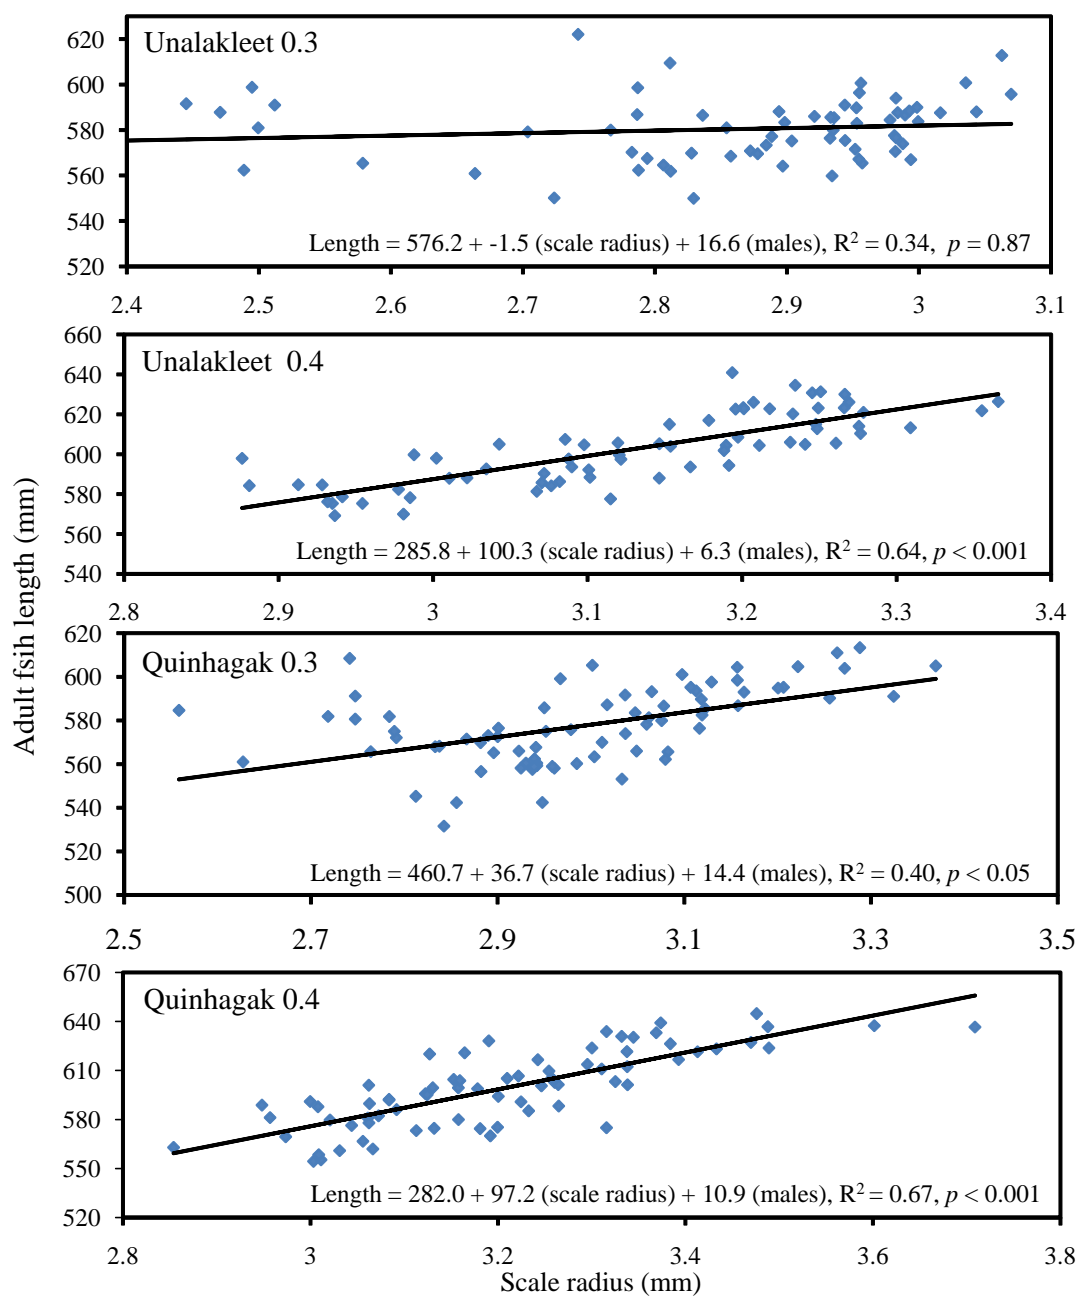 Adult fsih length (mm)
Unalakleet 0.3
620
600
580
560
540
520
Length = 576.2 + -1.5 (scale radius) + 16.6 (males), R² = 0.34, p = 0.87
2.4 2.5 2.6 2.7 2.8 2.9 3 3.1
Unalakleet 0.4
660
640
620
600
580
560
540
Length = 285.8 + 100.3 (scale radius) + 6.3 (males), R² = 0.64, p < 0.001
2.8 2.9 3 3.1 3.2 3.3 3.4
Quinhagak 0.3
620
600
580
560
540
520
500
Length = 460.7 + 36.7 (scale radius) + 14.4 (males), R² = 0.40, p < 0.05
2.5 2.7 2.9 3.1 3.3 3.5
Quinhagak 0.4
670
640
610
580
550
520
Length = 282.0 + 97.2 (scale radius) + 10.9 (males), R² = 0.67, p < 0.001
2.8 3 3.2 3.4 3.6 3.8
Scale radius (mm)